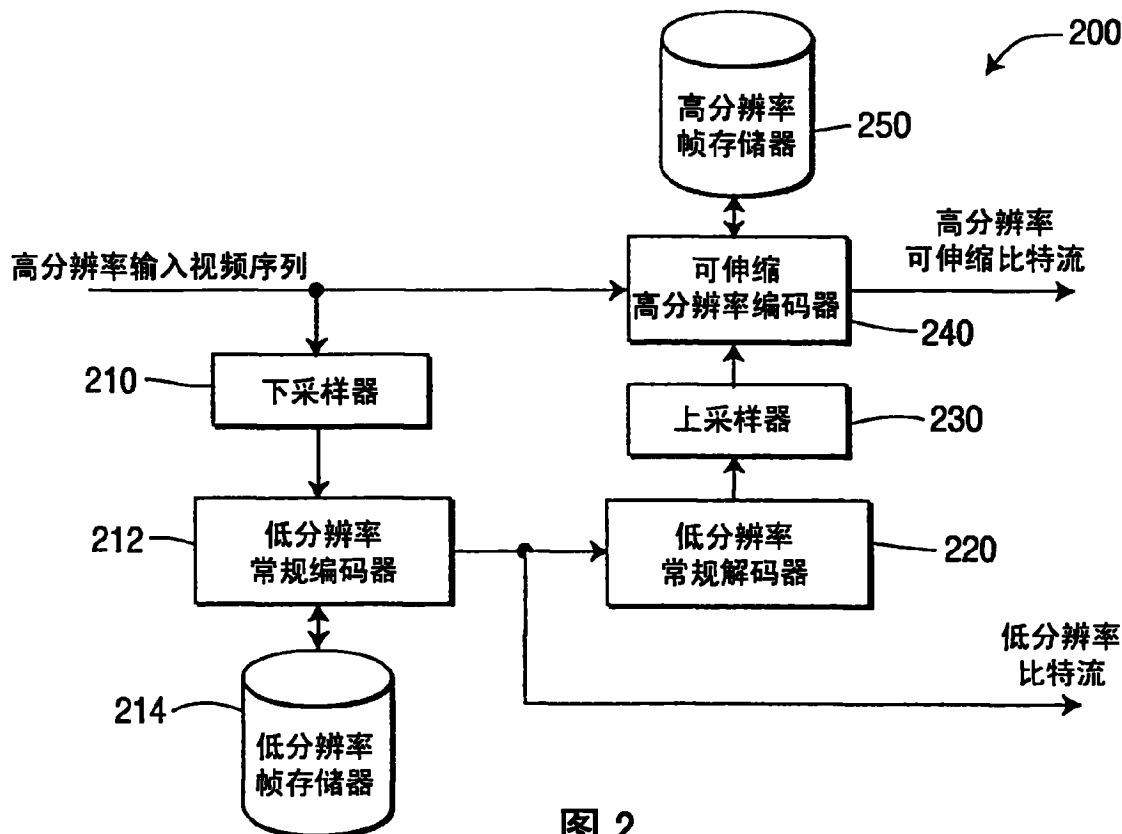 200
高分辨率
帧存储器
250
高分辨率输入视频序列
可伸缩
高分辨率编码器
240
高分辨率
可伸缩比特流
210
下采样器
上采样器
230
212
低分辨率
常规编码器
低分辨率
常规解码器
220
低分辨率
比特流
214
低分辨率
帧存储器
图 2